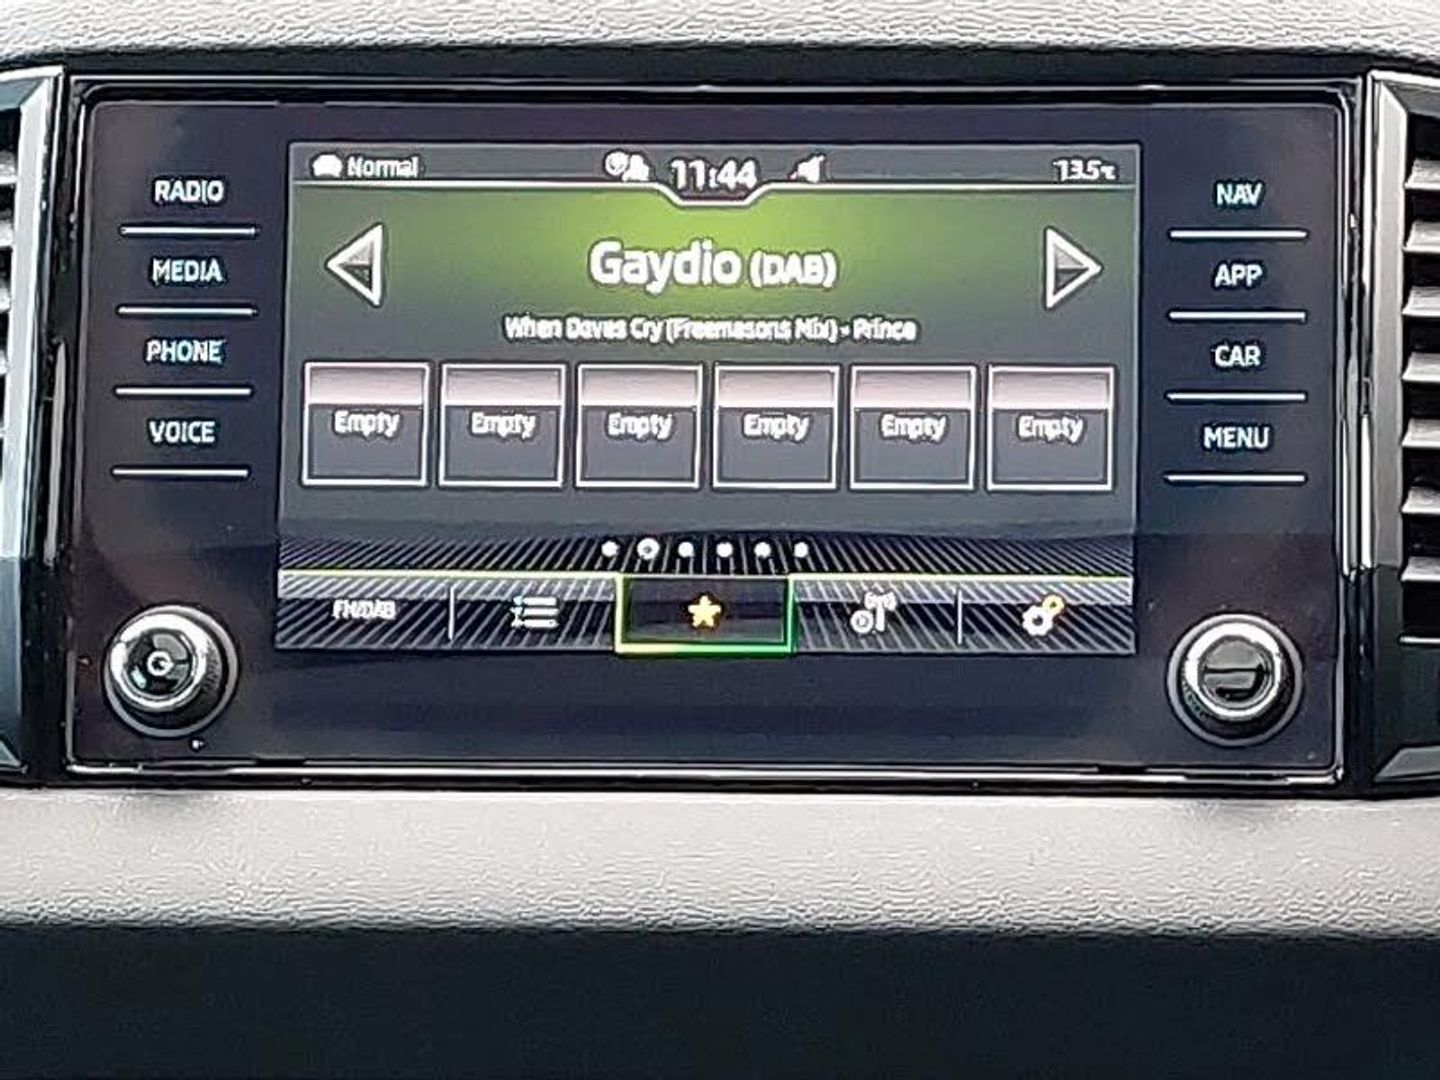 Normal 11:44 13.5°C
RADIO
MEDIA
PHONE
VOICE
Gaydio (DAB)
When Doves Cry (Freemasons Mix) - Prince
Empty Empty Empty Empty Empty Empty
FM/DAB
NAV
APP
CAR
MENU